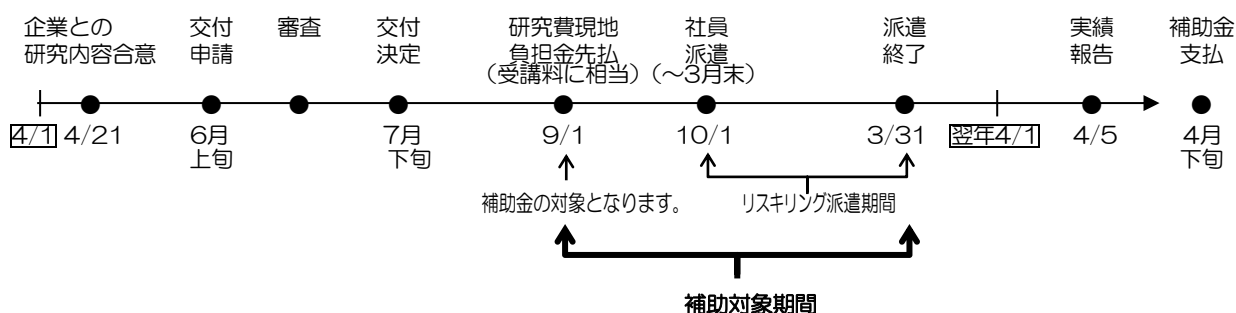 企業との
研究内容合意
交付
申請
審査
交付
決定
研究費現地
負担金先払
(受講料に相当)
社員
派遣
(～3月末)
派遣
終了
実績
報告
補助金
支払
4/1
4/21
6月
上旬
7月
下旬
9/1
10/1
3/31
翌年4/1
4/5
4月
下旬
補助金の対象となります。
リスキリング派遣期間
補助対象期間